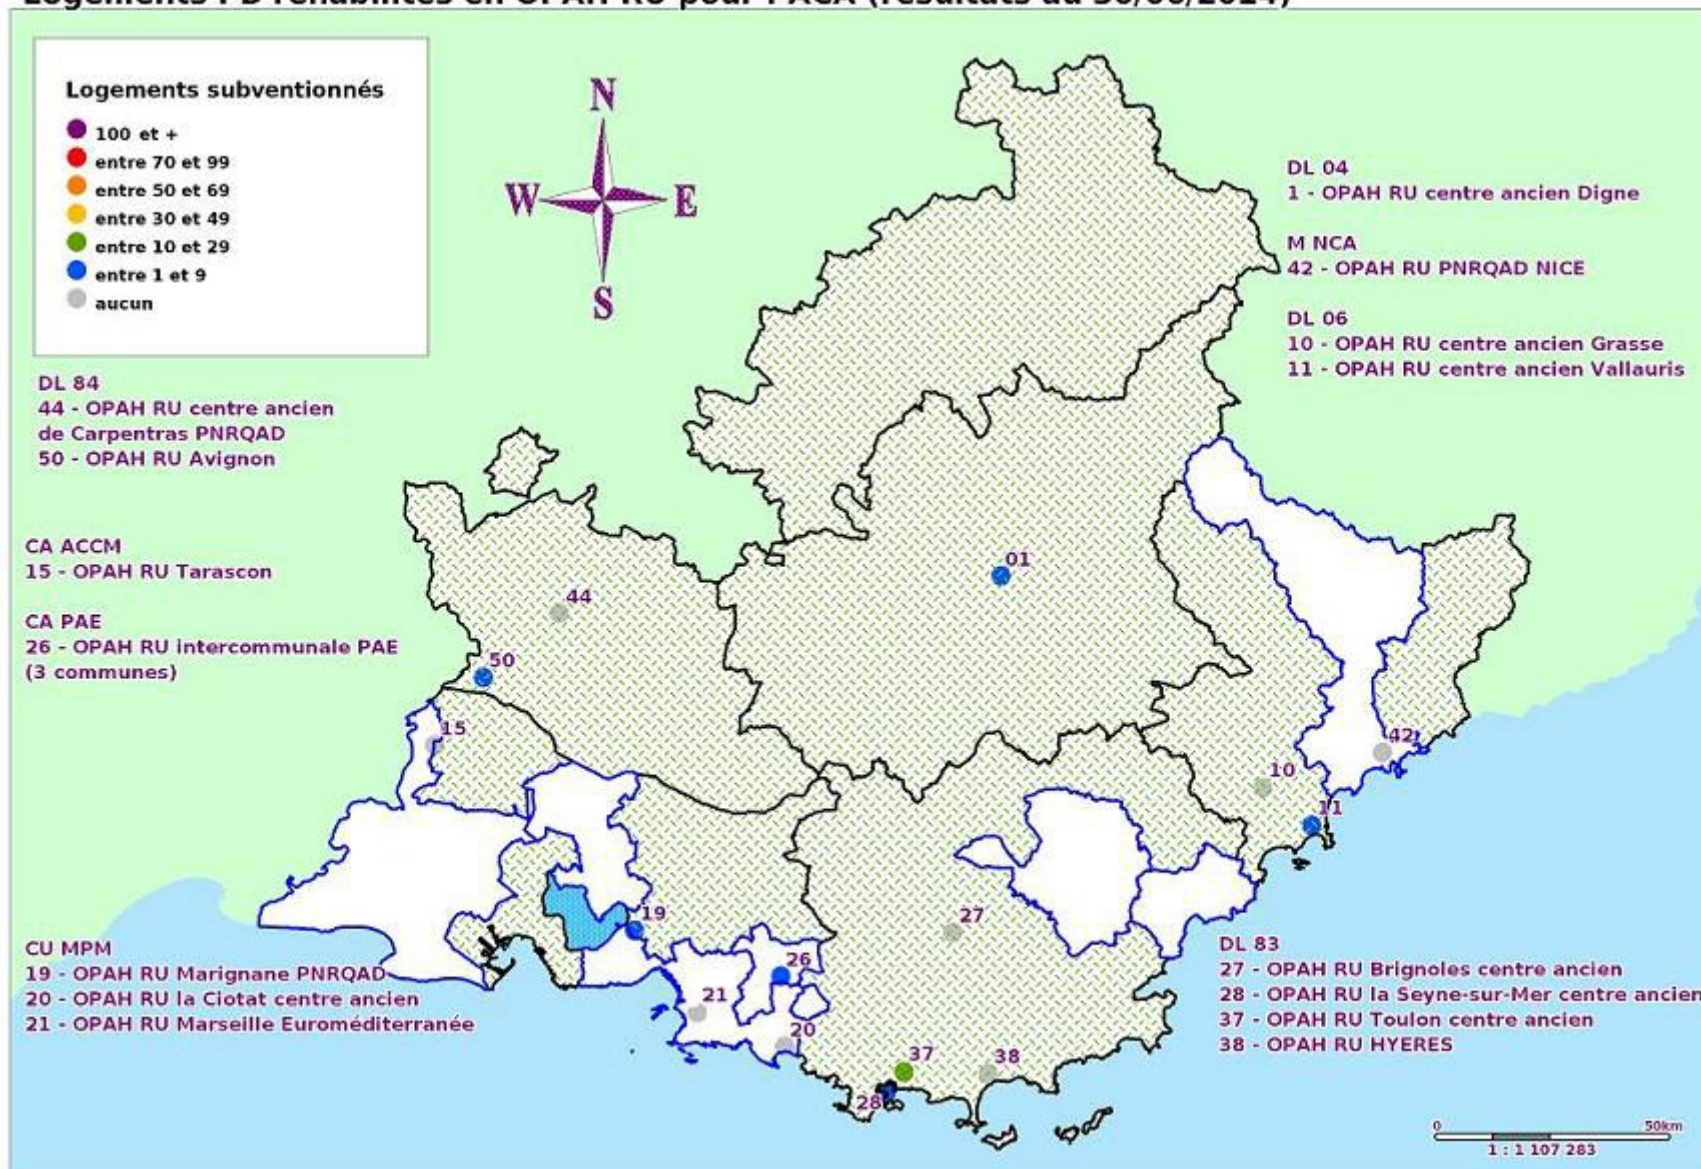 Logements PB réhabilités en OPAH RU pour PACA (résultats au 30/06/2014)
Logements subventionnés
100 et +
entre 70 et 99
entre 50 et 69
entre 30 et 49
entre 10 et 29
entre 1 et 9
aucun
N
W
E
S
DL 04
1 - OPAH RU centre ancien Digne
M NCA
42 - OPAH RU PNRQAD NICE
DL 06
10 - OPAH RU centre ancien Grasse
11 - OPAH RU centre ancien Vallauris
DL 84
44 - OPAH RU centre ancien
de Carpentras PNRQAD
50 - OPAH RU Avignon
CA ACCM
15 - OPAH RU Tarascon
CA PAE
26 - OPAH RU intercommunale PAE
(3 communes)
01
44
50
15
42
10
11
19
27
26
21
20
37
38
28
CU MPM
19 - OPAH RU Marignane PNRQAD
20 - OPAH RU la Ciotat centre ancien
21 - OPAH RU Marseille Euroméditerranée
DL 83
27 - OPAH RU Brignoles centre ancien
28 - OPAH RU la Seyne-sur-Mer centre ancien
37 - OPAH RU Toulon centre ancien
38 - OPAH RU HYERES
0 50km
1 : 1 107 283